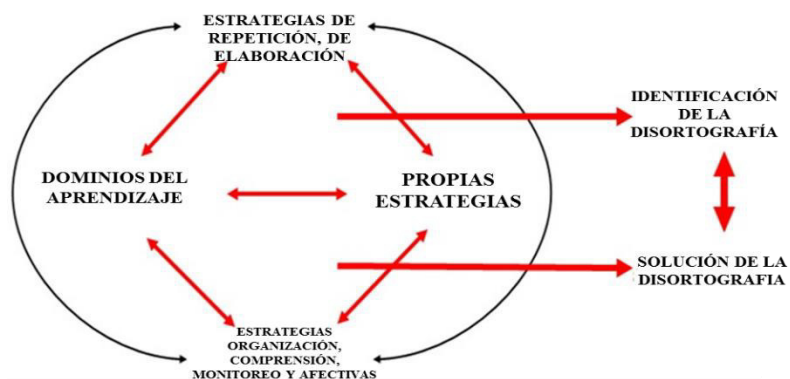 ESTRATEGIAS DE
REPETICIÓN, DE
ELABORACIÓN
IDENTIFICACIÓN
DE LA
DISORTOGRAFÍA
DOMINIOS DEL
APRENDIZAJE
PROPIAS
ESTRATEGIAS
SOLUCIÓN DE LA
DISORTOGRAFIA
ESTRATEGIAS
ORGANIZACIÓN,
COMPRENSIÓN,
MONITOREO Y AFECTIVAS